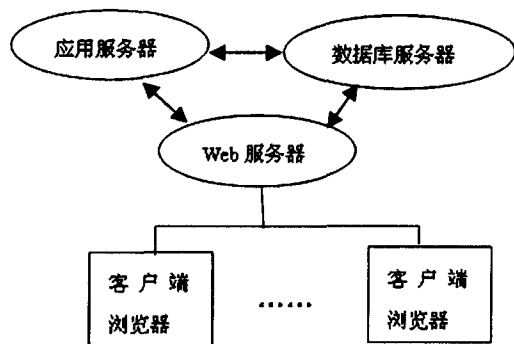 应用服务器
数据库服务器
Web 服务器
客 户 端
浏览器
......
客 户 端
浏览器